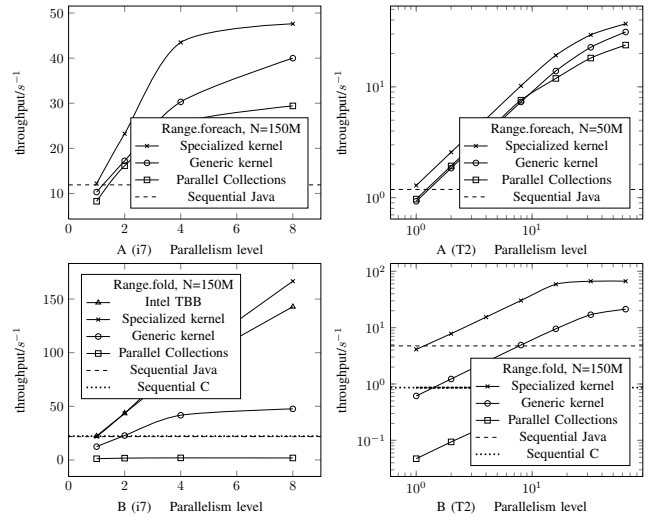 50
40
30
20
10
0 2 4 6 8
throughput/s⁻¹
Range.foreach, N=150M
Specialized kernel
Generic kernel
Parallel Collections
Sequential Java
A (i7) Parallelism level
10¹
10⁰
10⁰ 10¹
throughput/s⁻¹
Range.foreach, N=50M
Specialized kernel
Generic kernel
Parallel Collections
Sequential Java
A (T2) Parallelism level
150
100
50
0
0 2 4 6 8
throughput/s⁻¹
Range.fold, N=150M
Intel TBB
Specialized kernel
Generic kernel
Parallel Collections
Sequential Java
Sequential C
B (i7) Parallelism level
10²
10¹
10⁰
10⁻¹
10⁰ 10¹
throughput/s⁻¹
Range.fold, N=150M
Specialized kernel
Generic kernel
Parallel Collections
Sequential Java
Sequential C
B (T2) Parallelism level